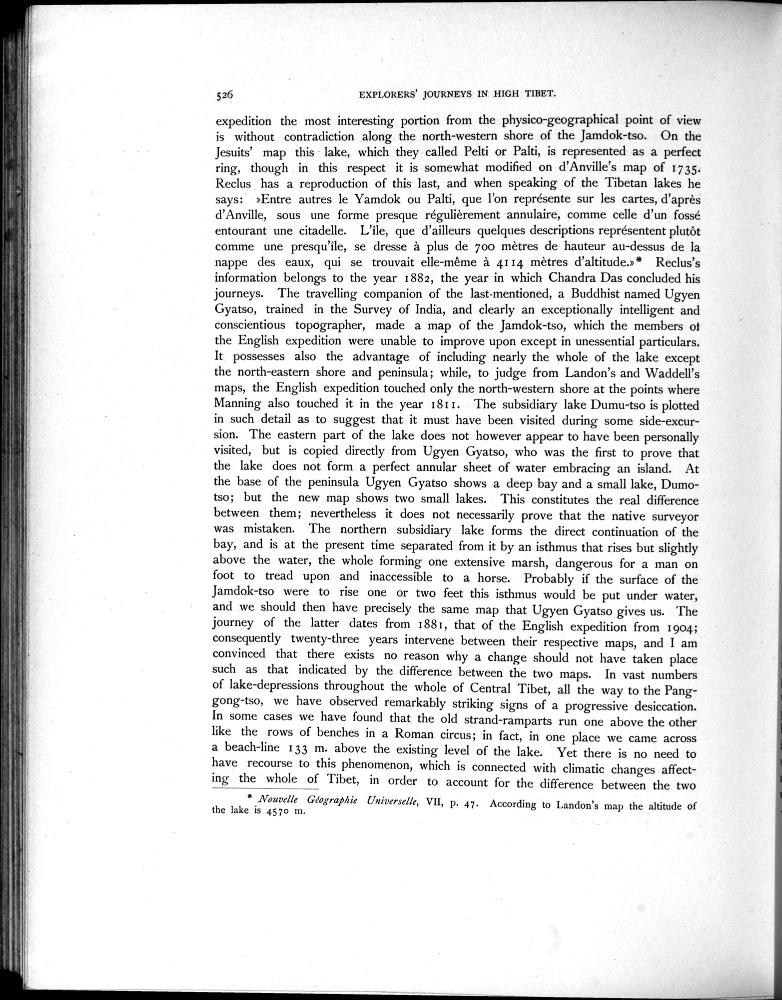 526 EXPLORERS' JOURNEYS IN HIGH TIBET.
expedition the most interesting portion from the physico-geographical point of view
is without contradiction along the north-western shore of the Jamdok-tso. On the
Jesuits' map this lake, which they called Pelti or Palti, is represented as a perfect
ring, though in this respect it is somewhat modified on d'Anville's map of 1735.
Reclus has a reproduction of this last, and when speaking of the Tibetan lakes he
says: »Entre autres le Yamdok ou Palti, que l'on représente sur les cartes, d'après
d'Anville, sous une forme presque régulièrement annulaire, comme celle d'un fossé
entourant une citadelle. L'île, que d'ailleurs quelques descriptions représentent plutôt
comme une presqu'île, se dresse à plus de 700 mètres de hauteur au-dessus de la
nappe des eaux, qui se trouvait elle-même à 4114 mètres d'altitude.»* Reclus's
information belongs to the year 1882, the year in which Chandra Das concluded his
journeys. The travelling companion of the last-mentioned, a Buddhist named Ugyen
Gyatso, trained in the Survey of India, and clearly an exceptionally intelligent and
conscientious topographer, made a map of the Jamdok-tso, which the members of
the English expedition were unable to improve upon except in unessential particulars.
It possesses also the advantage of including nearly the whole of the lake except
the north-eastern shore and peninsula; while, to judge from Landon's and Waddell's
maps, the English expedition touched only the north-western shore at the points where
Manning also touched it in the year 1811. The subsidiary lake Dumu-tso is plotted
in such detail as to suggest that it must have been visited during some side-excur-
sion. The eastern part of the lake does not however appear to have been personally
visited, but is copied directly from Ugyen Gyatso, who was the first to prove that
the lake does not form a perfect annular sheet of water embracing an island. At
the base of the peninsula Ugyen Gyatso shows a deep bay and a small lake, Dumo-
tso; but the new map shows two small lakes. This constitutes the real difference
between them; nevertheless it does not necessarily prove that the native surveyor
was mistaken. The northern subsidiary lake forms the direct continuation of the
bay, and is at the present time separated from it by an isthmus that rises but slightly
above the water, the whole forming one extensive marsh, dangerous for a man on
foot to tread upon and inaccessible to a horse. Probably if the surface of the
Jamdok-tso were to rise one or two feet this isthmus would be put under water,
and we should then have precisely the same map that Ugyen Gyatso gives us. The
journey of the latter dates from 1881, that of the English expedition from 1904;
consequently twenty-three years intervene between their respective maps, and I am
convinced that there exists no reason why a change should not have taken place
such as that indicated by the difference between the two maps. In vast numbers
of lake-depressions throughout the whole of Central Tibet, all the way to the Pang-
gong-tso, we have observed remarkably striking signs of a progressive desiccation.
In some cases we have found that the old strand-ramparts run one above the other
like the rows of benches in a Roman circus; in fact, in one place we came across
a beach-line 133 m. above the existing level of the lake. Yet there is no need to
have recourse to this phenomenon, which is connected with climatic changes affect-
ing the whole of Tibet, in order to account for the difference between the two
* Nouvelle Géographie Universelle, VII, p. 47. According to Landon's map the altitude of
the lake is 4570 m.